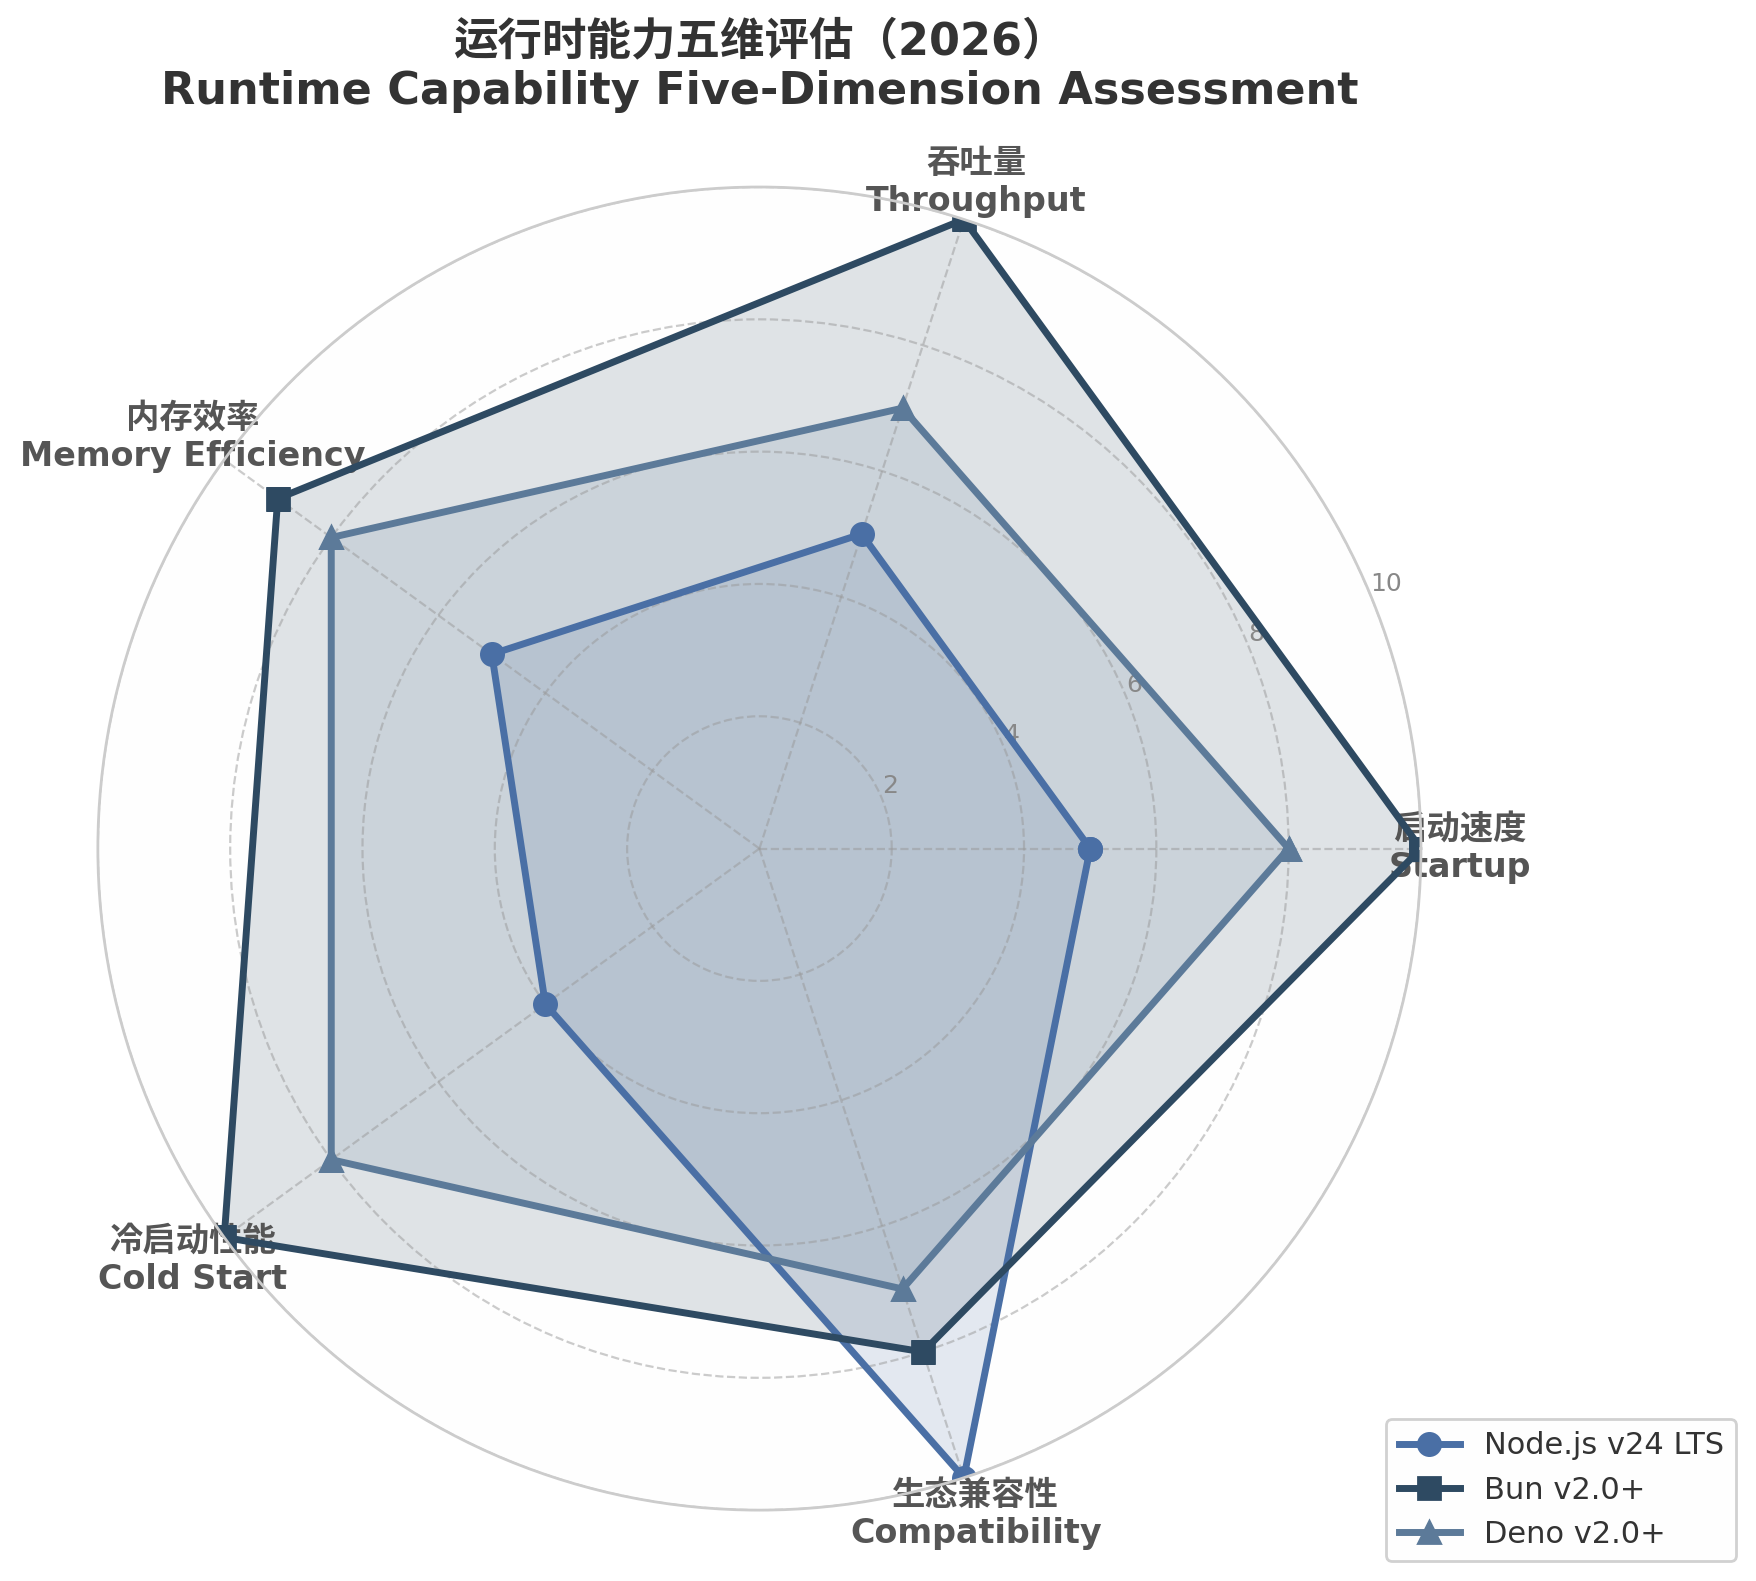 运行时能力五维评估（2026）
Runtime Capability Five-Dimension Assessment
吞吐量
Throughput
内存效率
Memory Efficiency
10
8
6
4
2
启动速度
Startup
冷启动性能
Cold Start
生态兼容性
Compatibility
Node.js v24 LTS
Bun v2.0+
Deno v2.0+